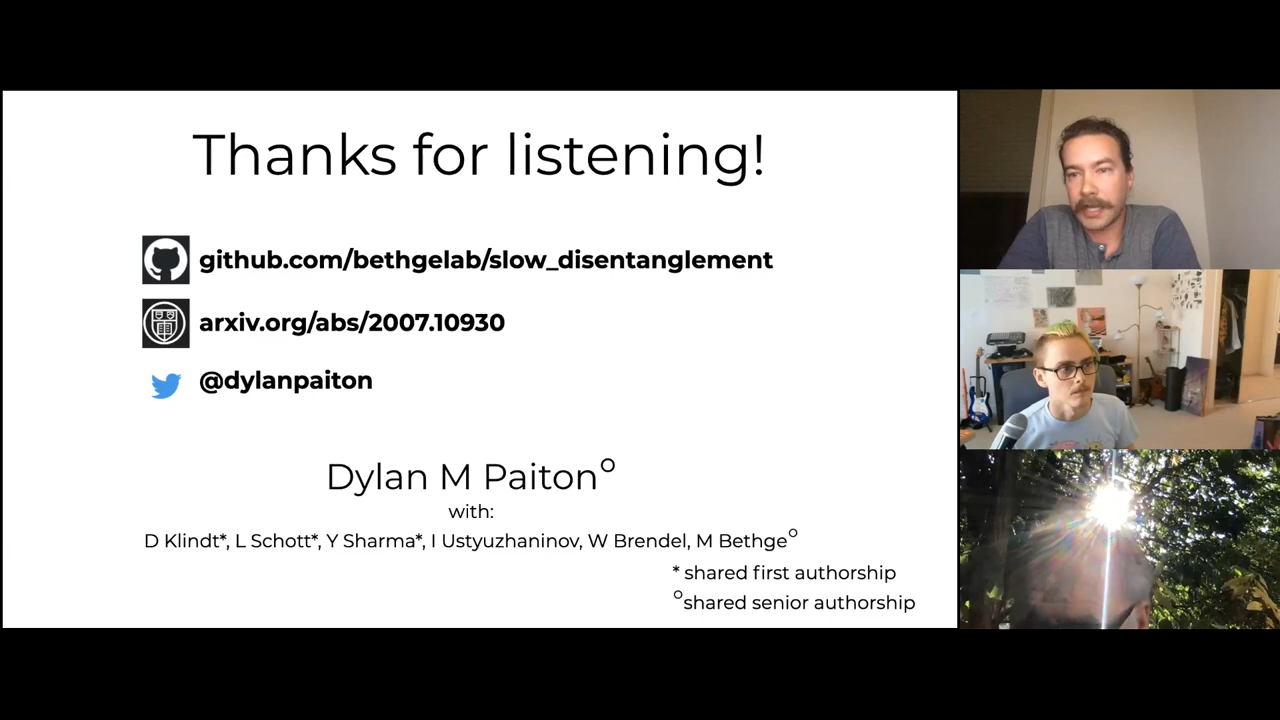 Thanks for listening!
github.com/bethgelab/slow_disentanglement
arxiv.org/abs/2007.10930
@dylanpaiton
Dylan M Paiton°
with:
D Klindt*, L Schott*, Y Sharma*, I Ustyuzhaninov, W Brendel, M Bethge°
* shared first authorship
°shared senior authorship